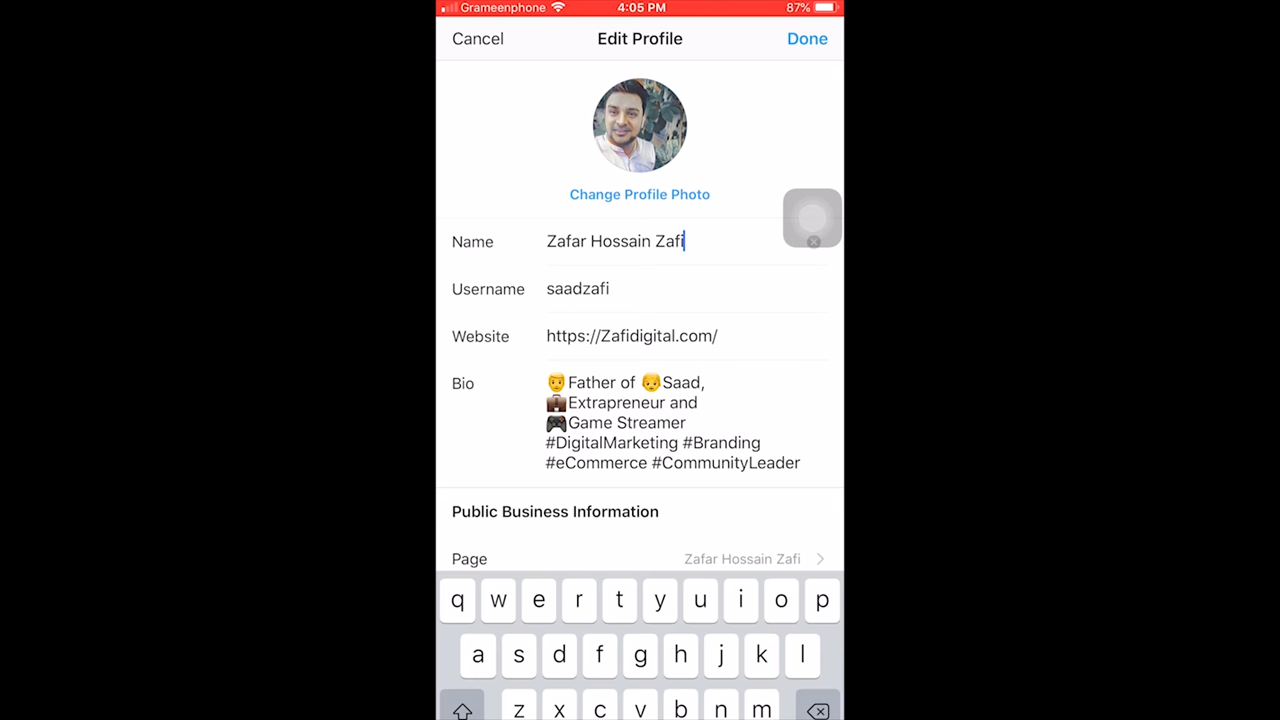 Grameenphone 4:05 PM 87%
Cancel Edit Profile Done
Change Profile Photo
Name Zafar Hossain Zafi
Username saadzafi
Website https://Zafidigital.com/
Bio 👨Father of 👦Saad,
💼Extrapreneur and
🎮Game Streamer
#DigitalMarketing #Branding
#eCommerce #CommunityLeader
Public Business Information
Page Zafar Hossain Zafi
q w e r t y u i o p
a s d f g h j k l
z x c v b n m